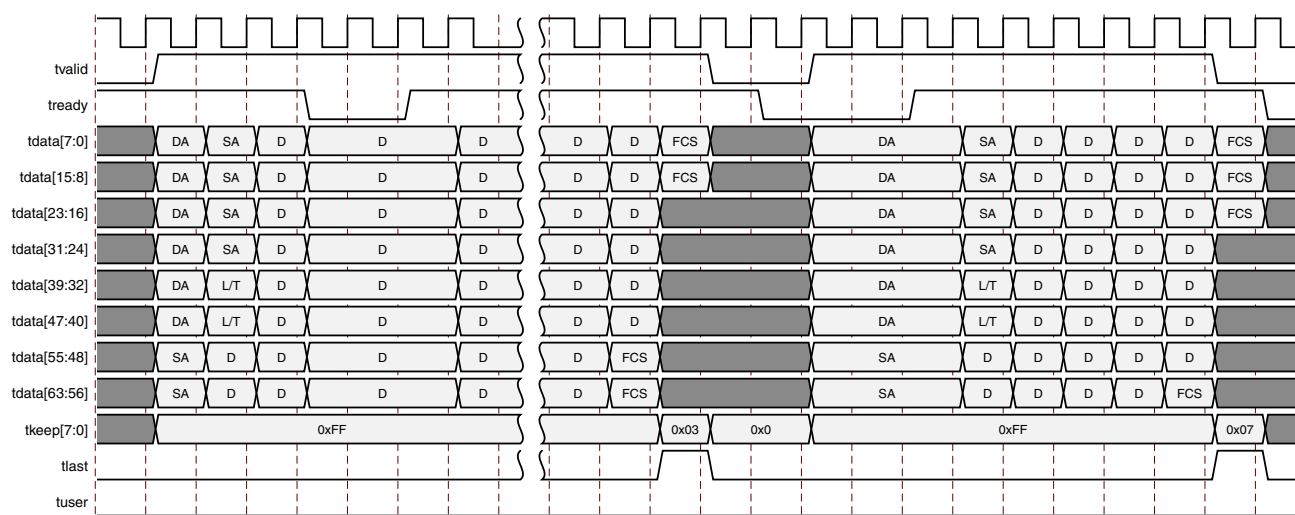 tvalid
tready
tdata[7:0] DA SA D D D D D FCS DA SA D D D D FCS
tdata[15:8] DA SA D D D D D FCS DA SA D D D D FCS
tdata[23:16] DA SA D D D D D DA SA D D D D FCS
tdata[31:24] DA SA D D D D D DA SA D D D D
tdata[39:32] DA L/T D D D D D DA L/T D D D D
tdata[47:40] DA L/T D D D D D DA L/T D D D D
tdata[55:48] SA D D D D D FCS SA D D D D D
tdata[63:56] SA D D D D D FCS SA D D D D FCS
tkeep[7:0] 0xFF 0x03 0x0 0xFF 0x07
tlast
tuser